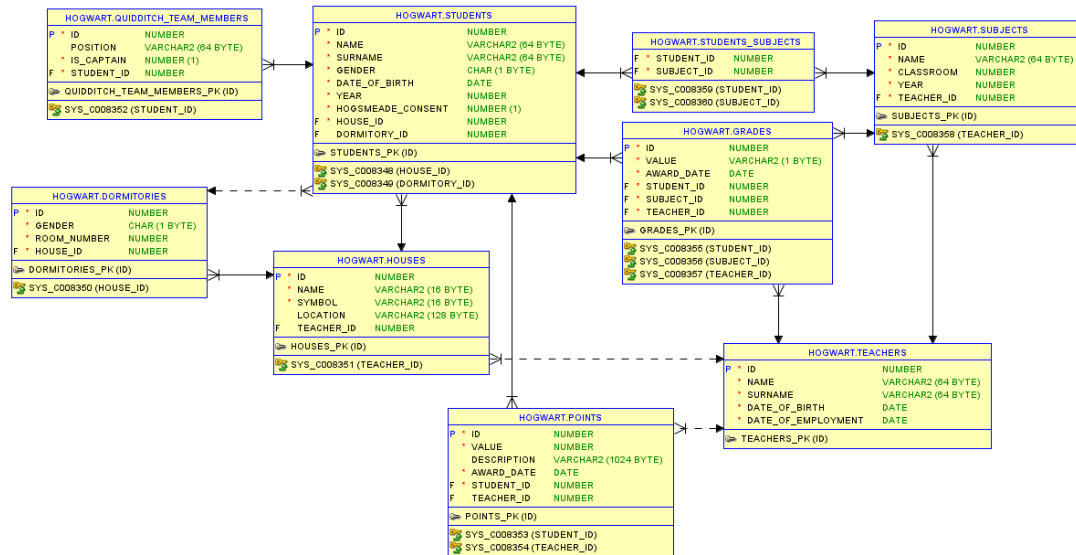 HOGWART.QUIDDITCH_TEAM_MEMBERS
P * ID NUMBER
POSITION VARCHAR2 (64 BYTE)
* IS_CAPTAIN NUMBER (1)
F * STUDENT_ID NUMBER
QUIDDITCH_TEAM_MEMBERS_PK (ID)
SYS_C008352 (STUDENT_ID)
HOGWART.STUDENTS
P * ID NUMBER
* NAME VARCHAR2 (64 BYTE)
* SURNAME VARCHAR2 (64 BYTE)
* GENDER CHAR (1 BYTE)
* DATE_OF_BIRTH DATE
* YEAR NUMBER
* HOGSMEADE_CONSENT NUMBER (1)
F * HOUSE_ID NUMBER
F DORMITORY_ID NUMBER
STUDENTS_PK (ID)
SYS_C008348 (HOUSE_ID)
SYS_C008349 (DORMITORY_ID)
HOGWART.STUDENTS_SUBJECTS
F * STUDENT_ID NUMBER
F * SUBJECT_ID NUMBER
SYS_C008359 (STUDENT_ID)
SYS_C008360 (SUBJECT_ID)
HOGWART.SUBJECTS
P * ID NUMBER
* NAME VARCHAR2 (64 BYTE)
* CLASSROOM NUMBER
* YEAR NUMBER
F * TEACHER_ID NUMBER
SUBJECTS_PK (ID)
SYS_C008358 (TEACHER_ID)
HOGWART.GRADES
P * ID NUMBER
* VALUE VARCHAR2 (1 BYTE)
* AWARD_DATE DATE
F * STUDENT_ID NUMBER
F * SUBJECT_ID NUMBER
F * TEACHER_ID NUMBER
GRADES_PK (ID)
SYS_C008355 (STUDENT_ID)
SYS_C008356 (SUBJECT_ID)
SYS_C008357 (TEACHER_ID)
HOGWART.DORMITORIES
P * ID NUMBER
* GENDER CHAR (1 BYTE)
* ROOM_NUMBER NUMBER
F * HOUSE_ID NUMBER
DORMITORIES_PK (ID)
SYS_C008350 (HOUSE_ID)
HOGWART.HOUSES
P * ID NUMBER
* NAME VARCHAR2 (16 BYTE)
* SYMBOL VARCHAR2 (16 BYTE)
LOCATION VARCHAR2 (128 BYTE)
F TEACHER_ID NUMBER
HOUSES_PK (ID)
SYS_C008351 (TEACHER_ID)
HOGWART.TEACHERS
P * ID NUMBER
* NAME VARCHAR2 (64 BYTE)
* SURNAME VARCHAR2 (64 BYTE)
* DATE_OF_BIRTH DATE
* DATE_OF_EMPLOYMENT DATE
TEACHERS_PK (ID)
HOGWART.POINTS
P * ID NUMBER
* VALUE NUMBER
DESCRIPTION VARCHAR2 (1024 BYTE)
* AWARD_DATE DATE
F * STUDENT_ID NUMBER
F TEACHER_ID NUMBER
POINTS_PK (ID)
SYS_C008353 (STUDENT_ID)
SYS_C008354 (TEACHER_ID)